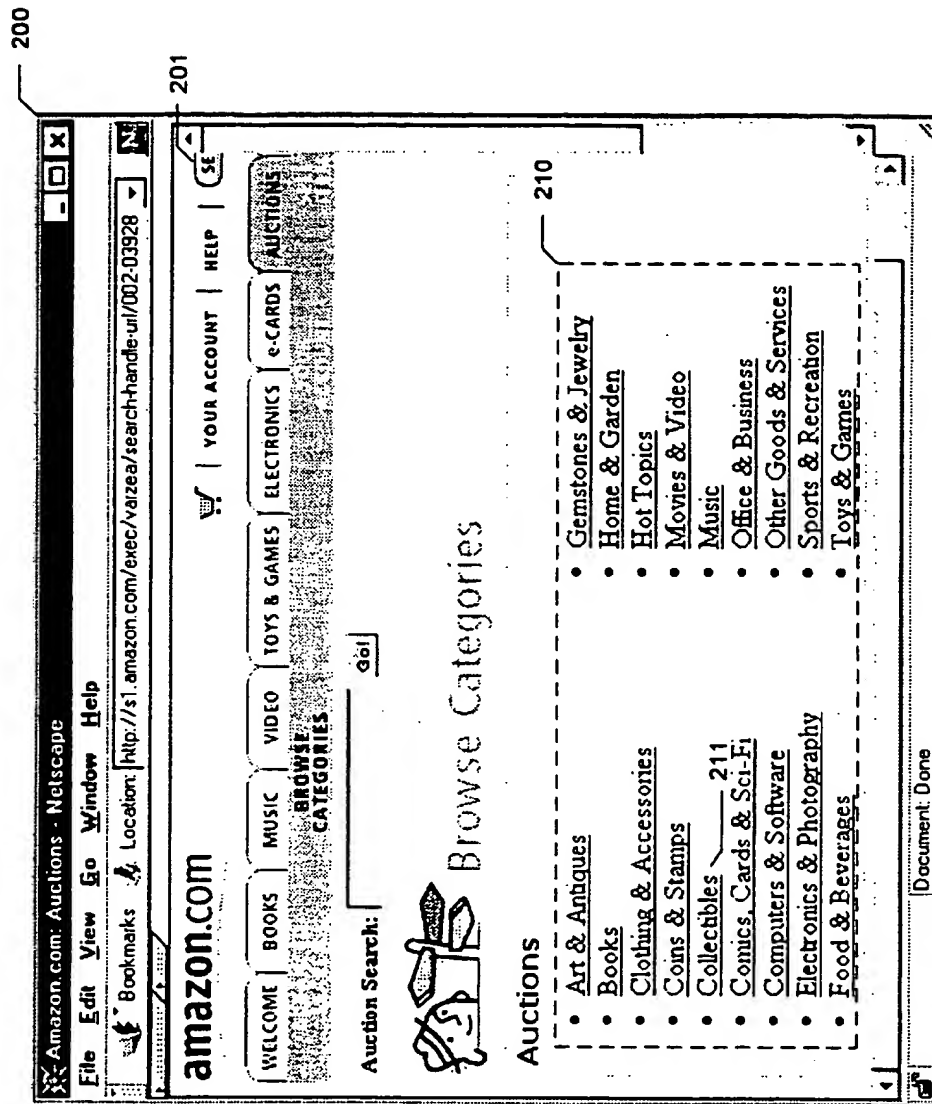 200
Amazon.com: Auctions - Netscape
File Edit View Go Window Help
Bookmarks Location: http://s1.amazon.com/exec/varzea/search-handle-url/002-03928
201
amazon.com
| YOUR ACCOUNT | HELP | SE
WELCOME BOOKS MUSIC VIDEO TOYS & GAMES ELECTRONICS e-CARDS AUCTIONS
BROWSE
CATEGORIES
Auction Search: Go!
Browse Categories
Auctions
210
• Art & Antiques
• Books
• Clothing & Accessories
• Coins & Stamps
• Collectibles 211
• Comics, Cards & Sci-Fi
• Computers & Software
• Electronics & Photography
• Food & Beverages
• Gemstones & Jewelry
• Home & Garden
• Hot Topics
• Movies & Video
• Music
• Office & Business
• Other Goods & Services
• Sports & Recreation
• Toys & Games
Document: Done